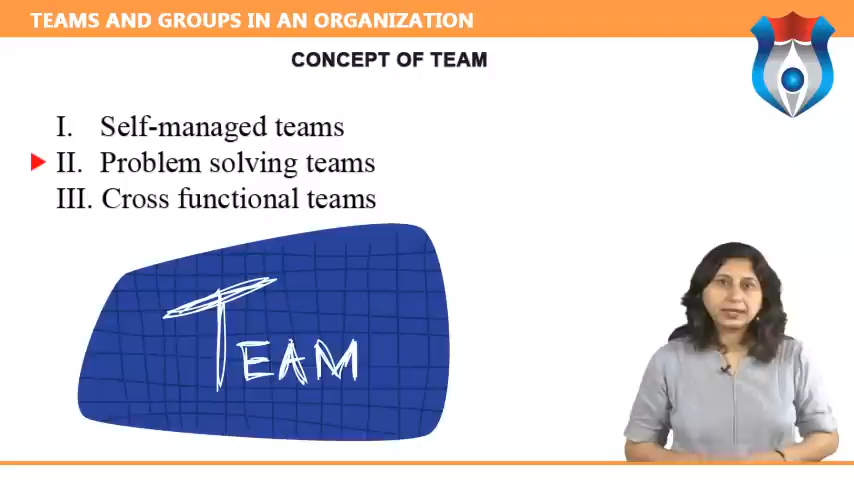 TEAMS AND GROUPS IN AN ORGANIZATION
CONCEPT OF TEAM
I. Self-managed teams
II. Problem solving teams
III. Cross functional teams
TEAM